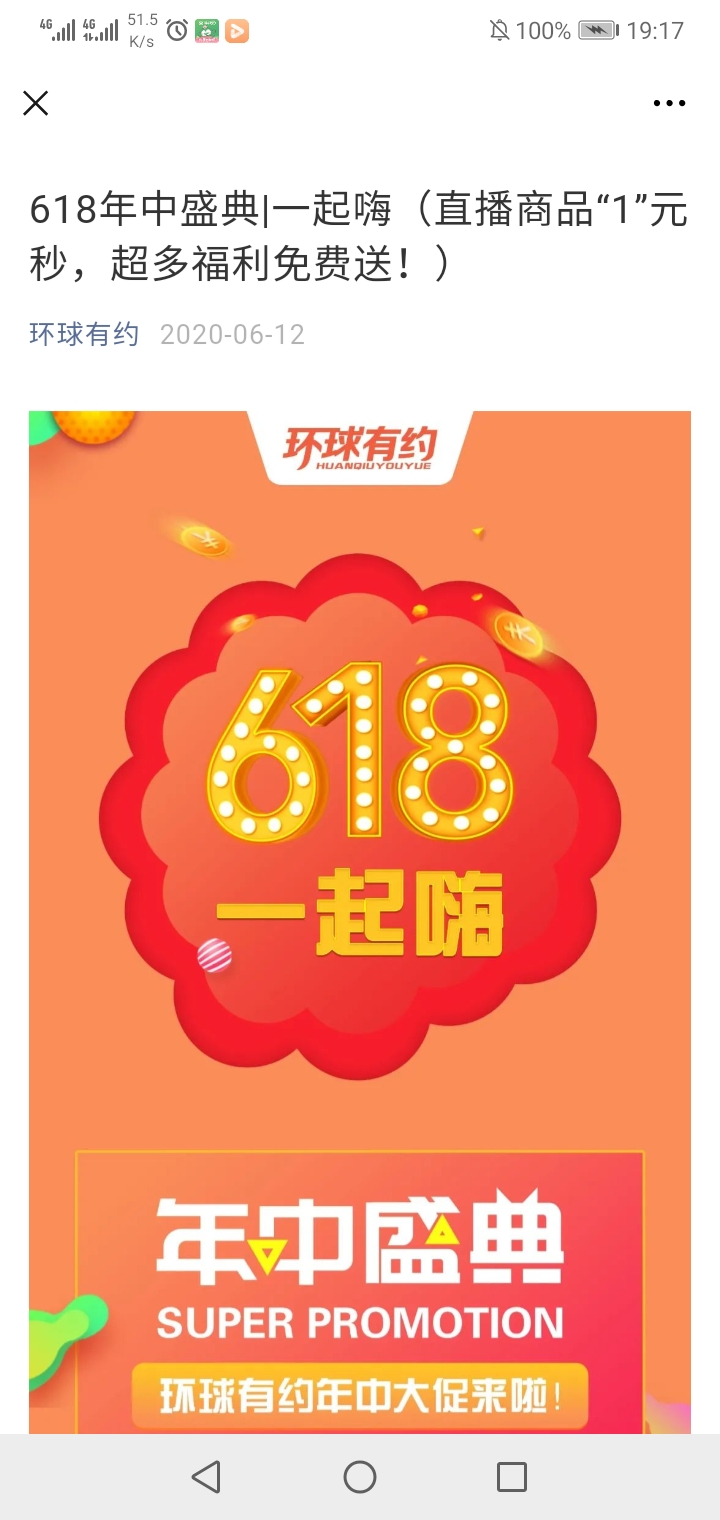 4G 4G 51.5 K/s 100% 19:17
618年中盛典|一起嗨（直播商品“1”元
秒，超多福利免费送！）
环球有约 2020-06-12
环球有约
HUANQIUYOUYUE
618
一起嗨
年中盛典
SUPER PROMOTION
环球有约年中大促来啦!